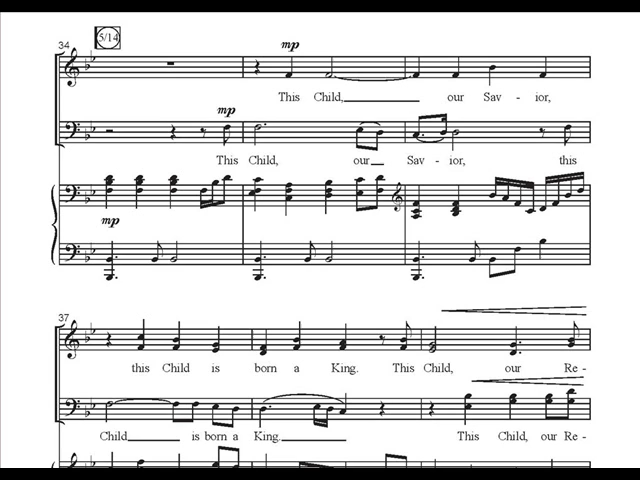 34
5/14
mp
This Child, our Sav - ior,
mp
This Child, our Sav - ior, this
mp
37
this Child is born a King. This Child, our Re-
Child is born a King. This Child, our Re-